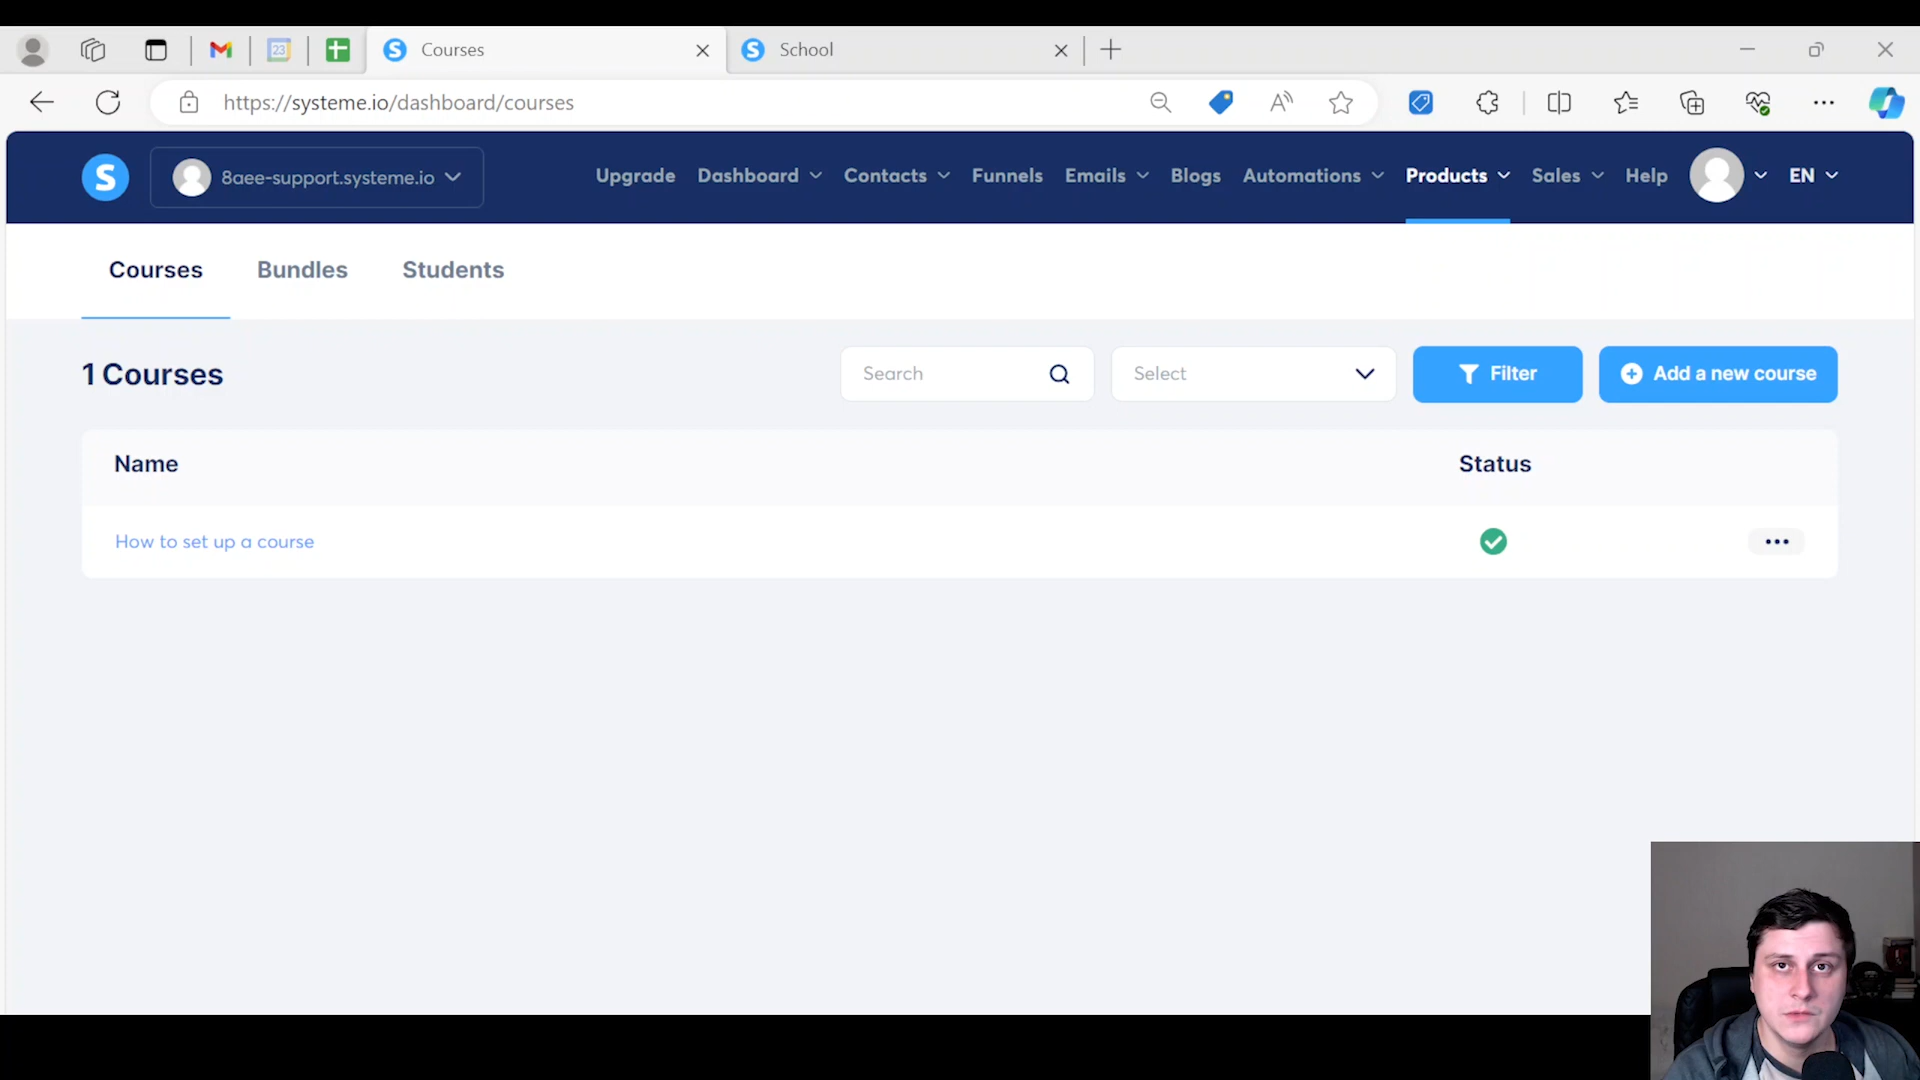 Courses
School
23
https://systeme.io/dashboard/courses
S
8aee-support.systeme.io
Upgrade
Dashboard
Contacts
Funnels
Emails
Blogs
Automations
Products
Sales
Help
EN
Courses
Bundles
Students
1 Courses
Search
Select
Filter
Add a new course
Name
Status
How to set up a course